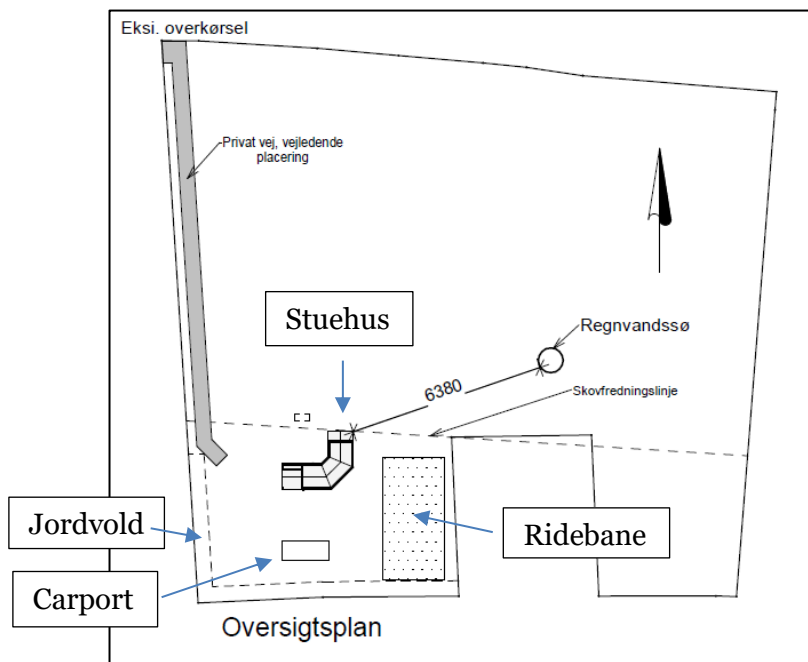 Eksi. overkørsel
Privat vej, vejledende
placering
Stuehus
Regnvandssø
6380
Skovfredningslinje
Jordvold
Ridebane
Carport
Oversigtsplan